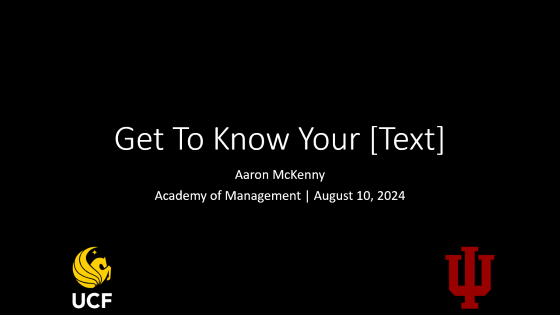 Get To Know Your [Text]
Aaron McKenny
Academy of Management | August 10, 2024
UCF